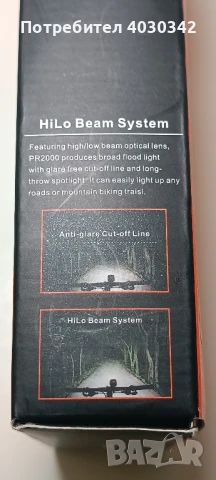 Потребител 4030342
HiLo Beam System
Featuring high/low beam optical lens,
PR2000 produces broad flood light
with glare free cut-off line and long-
throw spotlight. It can easily light up any
roads or mountain biking traisl.
Anti-glare Cut-off Line
HiLo Beam System
bazar